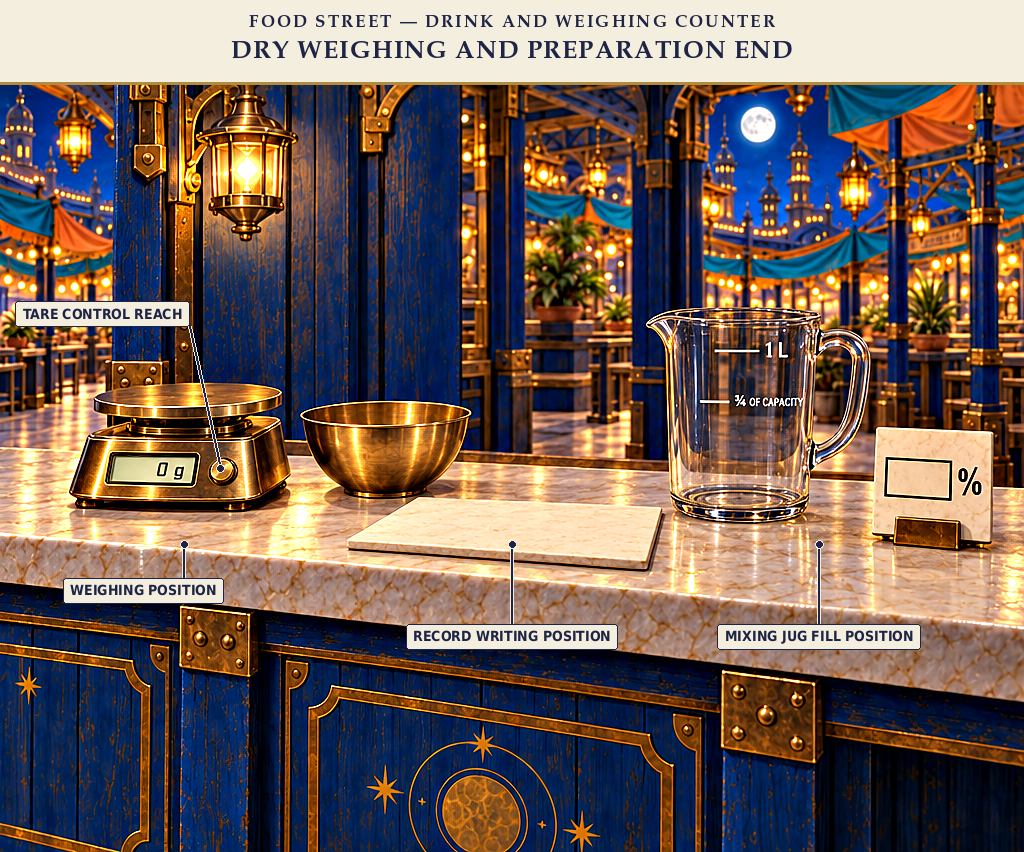 FOOD STREET — DRINK AND WEIGHING COUNTER
DRY WEIGHING AND PREPARATION END
TARE CONTROL REACH
1 L
¾ OF CAPACITY
0 g
%
WEIGHING POSITION
RECORD WRITING POSITION
MIXING JUG FILL POSITION